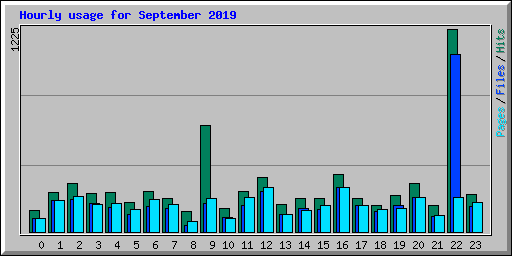 Hourly usage for September 2019
1225
Pages / Files / Hits
0 1 2 3 4 5 6 7 8 9 10 11 12 13 14 15 16 17 18 19 20 21 22 23